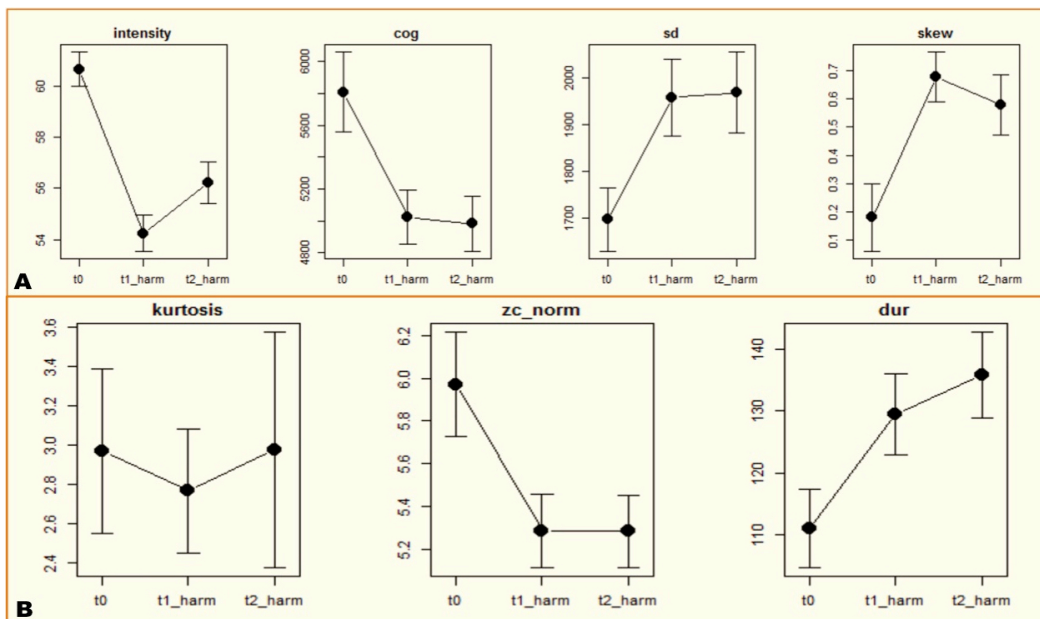 intensity
60
58
56
54
t0 t1_harm t2_harm
cog
6000
5600
5200
4800
t0 t1_harm t2_harm
sd
2000
1900
1800
1700
t0 t1_harm t2_harm
skew
0.7
0.6
0.5
0.4
0.3
0.2
0.1
t0 t1_harm t2_harm
A
kurtosis
3.6
3.4
3.2
3.0
2.8
2.6
2.4
t0 t1_harm t2_harm
zc_norm
6.2
6.0
5.8
5.6
5.4
5.2
t0 t1_harm t2_harm
dur
140
130
120
110
t0 t1_harm t2_harm
B